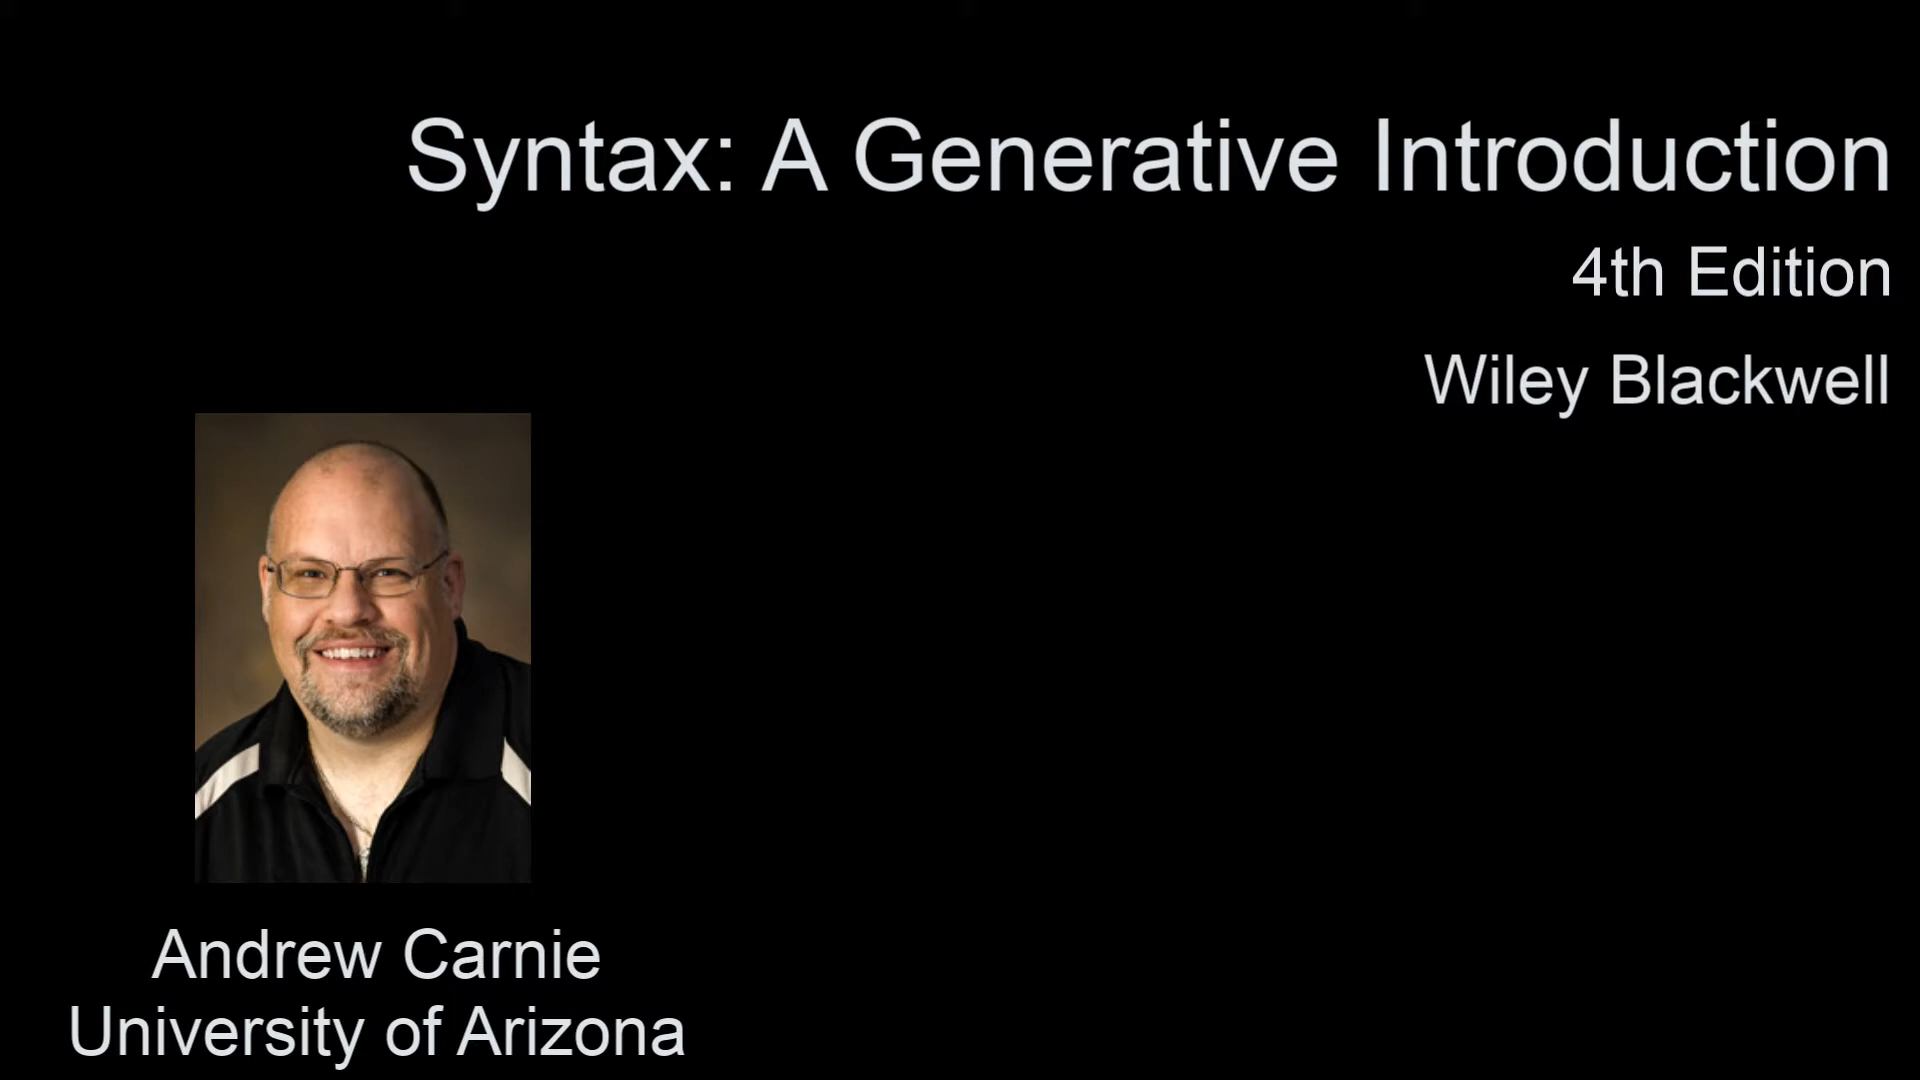 Syntax: A Generative Introduction
4th Edition
Wiley Blackwell
Andrew Carnie
University of Arizona